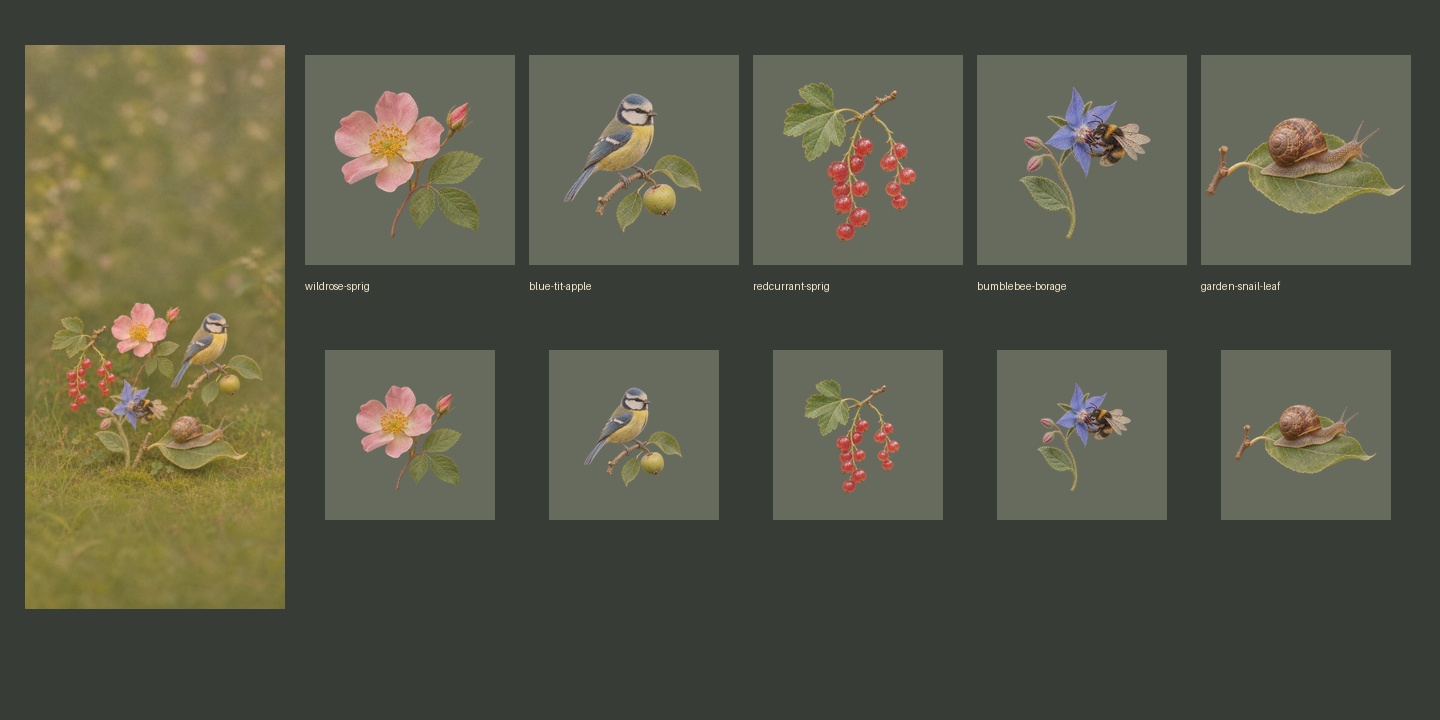 wildrose-sprig
blue-tit-apple
redcurrant-sprig
bumblebee-borage
garden-snail-leaf